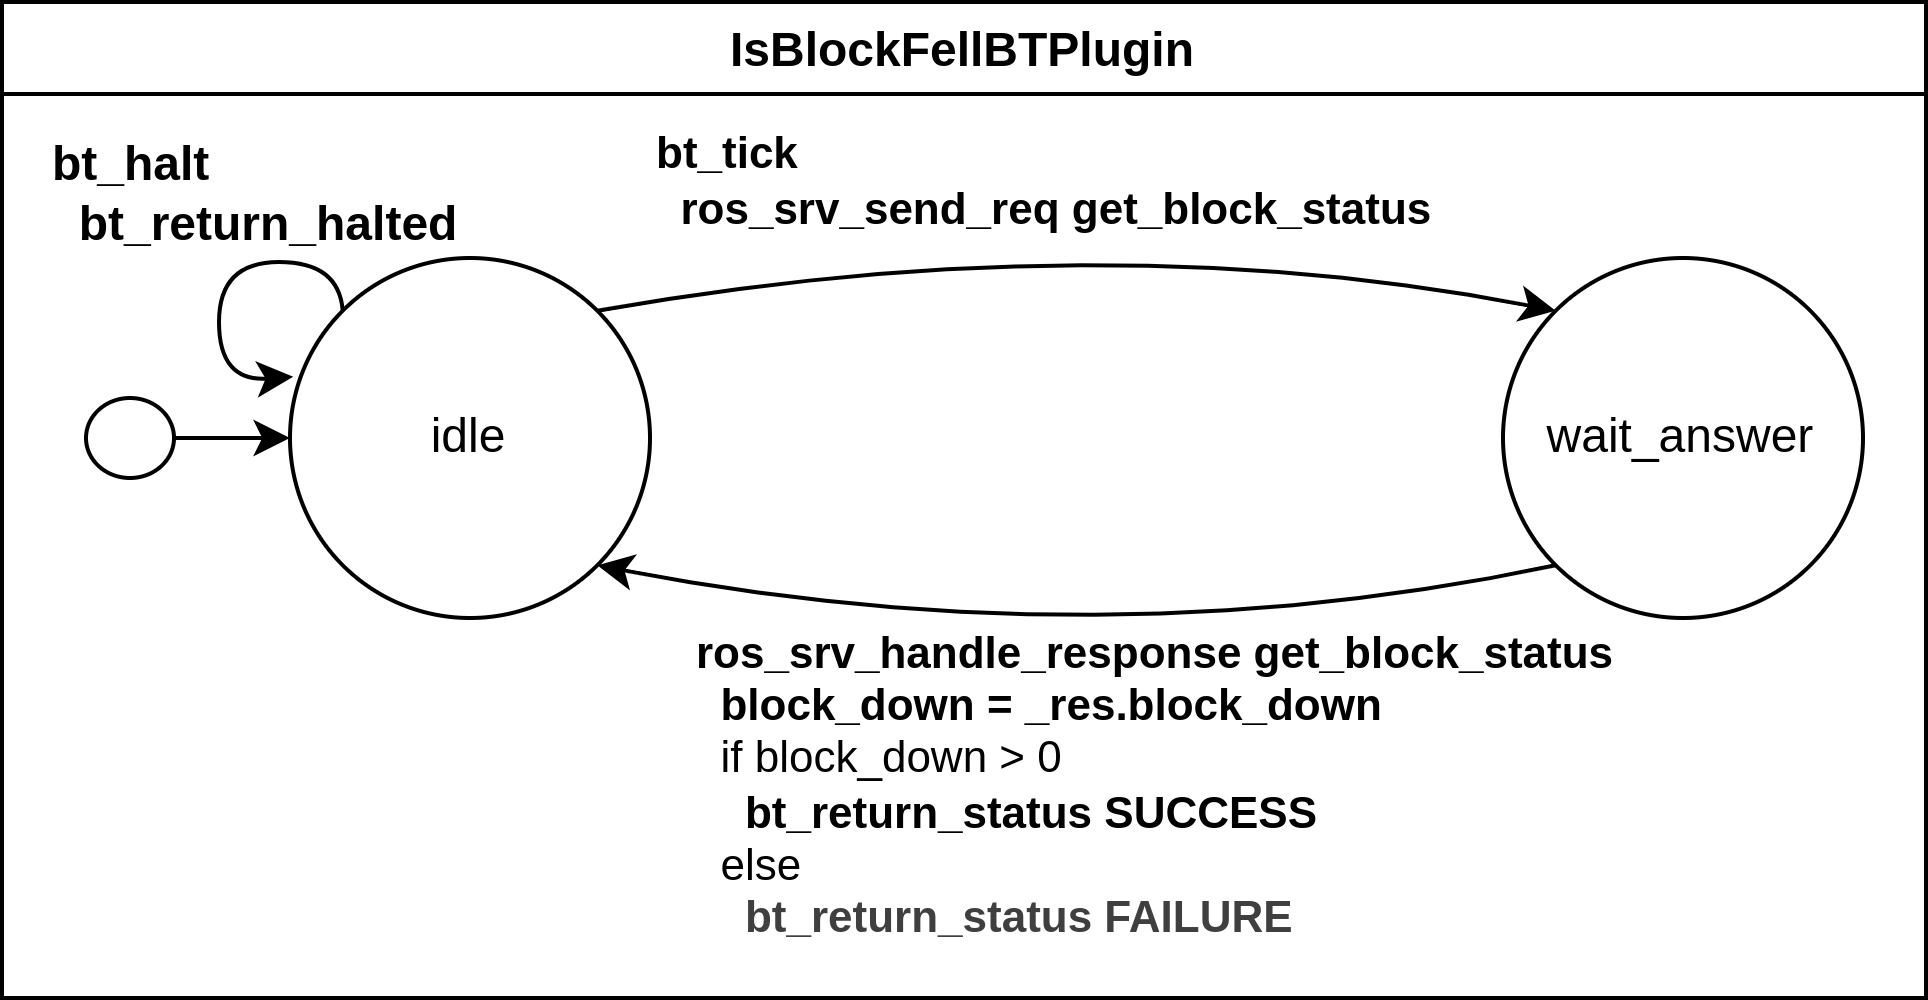 IsBlockFellBTPlugin
bt_halt
bt_return_halted
bt_tick
ros_srv_send_req get_block_status
idle
wait_answer
ros_srv_handle_response get_block_status
block_down = _res.block_down
if block_down > 0
bt_return_status SUCCESS
else
bt_return_status FAILURE